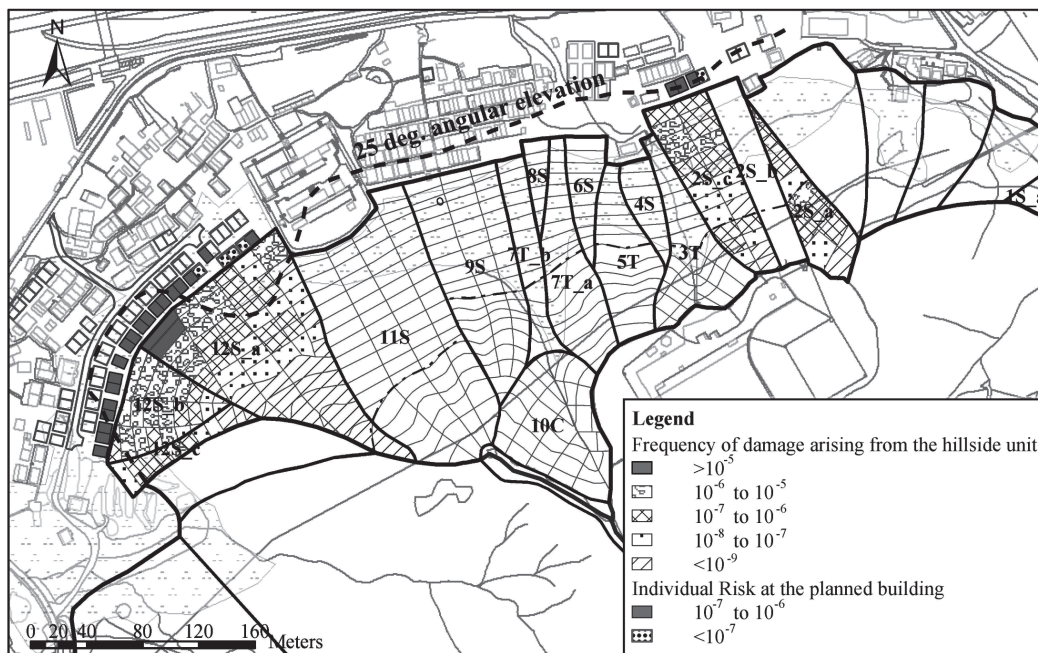 N
25 deg. angular elevation
8S
6S
4S
2S_c
2S_b
2S_a
9S
7T_b
7T_a
5T
3T
11S
12S_a
12S_b
12S_c
10C
Legend
Frequency of damage arising from the hillside unit
>10⁻⁵
10⁻⁶ to 10⁻⁵
10⁻⁷ to 10⁻⁶
10⁻⁸ to 10⁻⁷
<10⁻⁹
Individual Risk at the planned building
10⁻⁷ to 10⁻⁶
<10⁻⁷
0 20 40 80 120 160
Meters